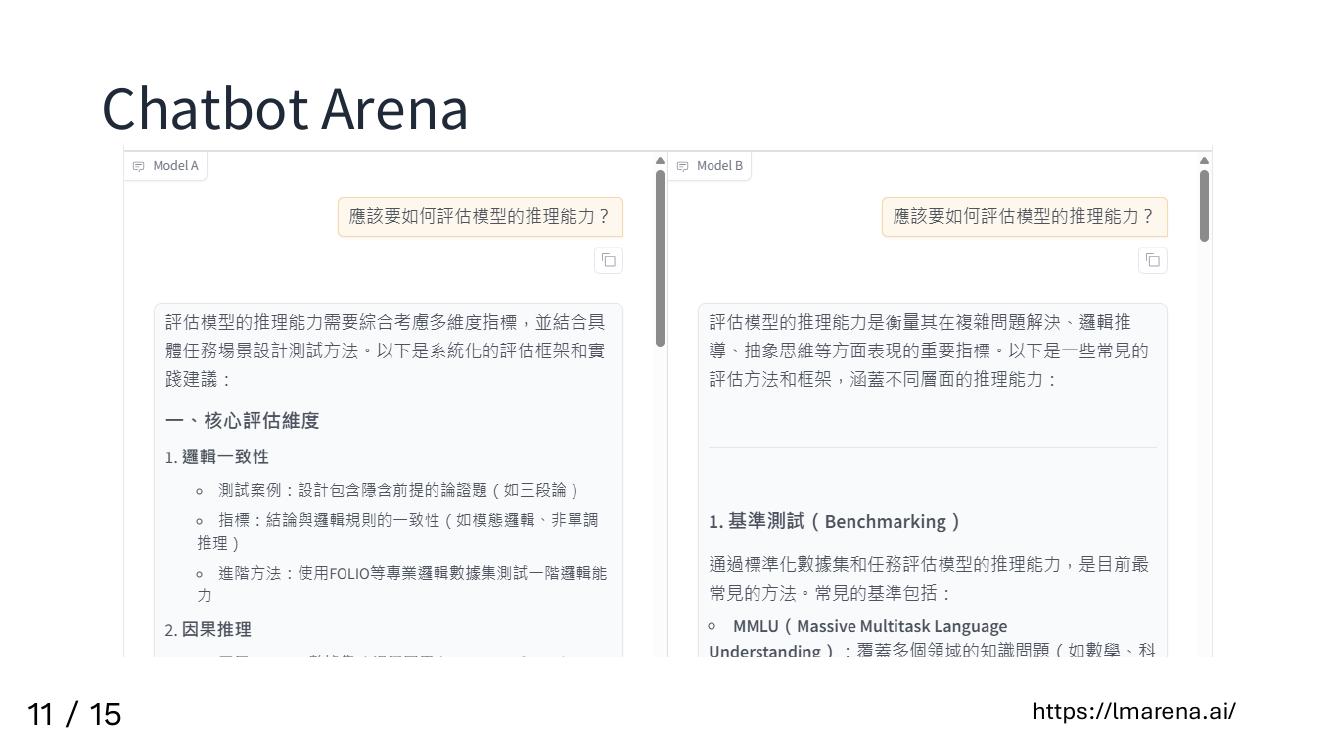 Chatbot Arena
Model A
應該要如何評估模型的推理能力？
評估模型的推理能力需要綜合考慮多維度指標，並結合具
體任務場景設計測試方法。以下是系統化的評估框架和實
踐建議：
一、核心評估維度
1. 邏輯一致性
測試案例：設計包含隱含前提的論證題（如三段論）
指標：結論與邏輯規則的一致性（如模態邏輯、非單調
推理）
進階方法：使用FOLIO等專業邏輯數據集測試一階邏輯能
力
2. 因果推理
Model B
應該要如何評估模型的推理能力？
評估模型的推理能力是衡量其在複雜問題解決、邏輯推
導、抽象思維等方面表現的重要指標。以下是一些常見的
評估方法和框架，涵蓋不同層面的推理能力：
1. 基準測試（Benchmarking）
通過標準化數據集和任務評估模型的推理能力，是目前最
常見的方法。常見的基準包括：
MMLU（Massive Multitask Language
Understanding）：覆蓋多個領域的知識問題（如數學、科
11 / 15
https://lmarena.ai/